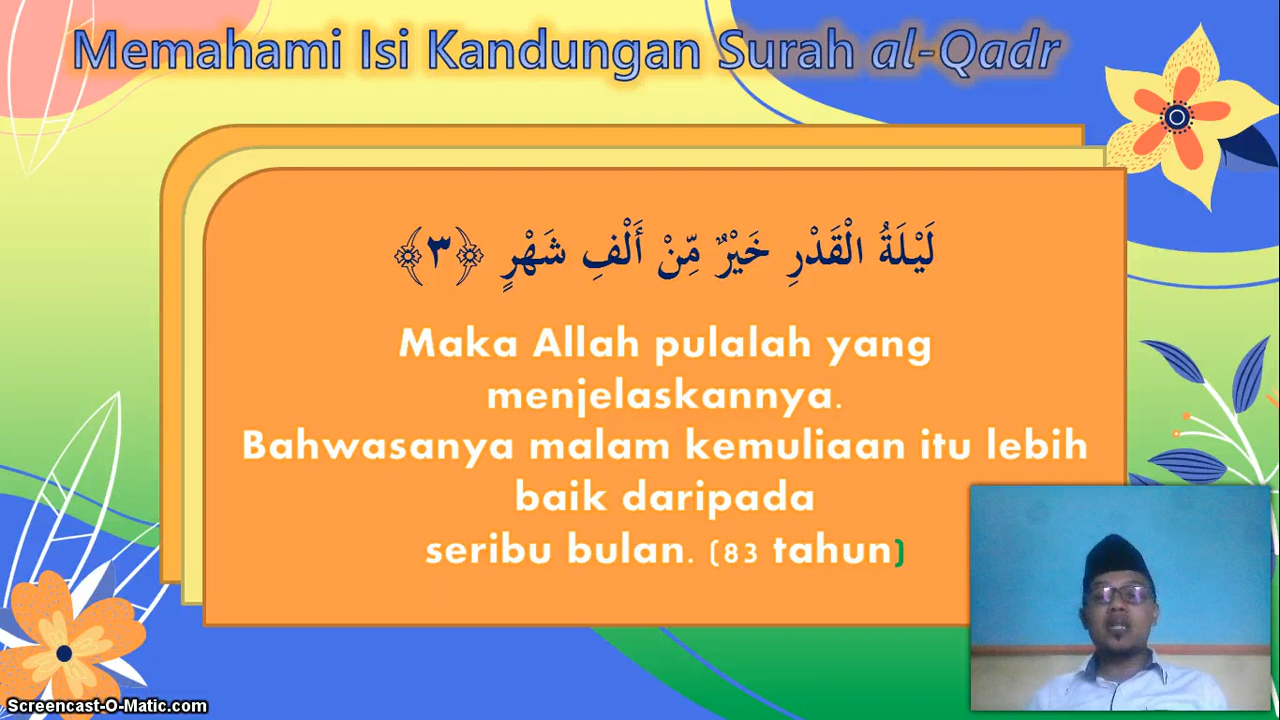 Memahami Isi Kandungan Surah al-Qadr
لَيْلَةُ الْقَدْرِ خَيْرٌ مِّنْ أَلْفِ شَهْرٍ ﴿٣﴾
Maka Allah pulalah yang
menjelaskannya.
Bahwasanya malam kemuliaan itu lebih
baik daripada
seribu bulan. (83 tahun)
Screencast-O-Matic.com